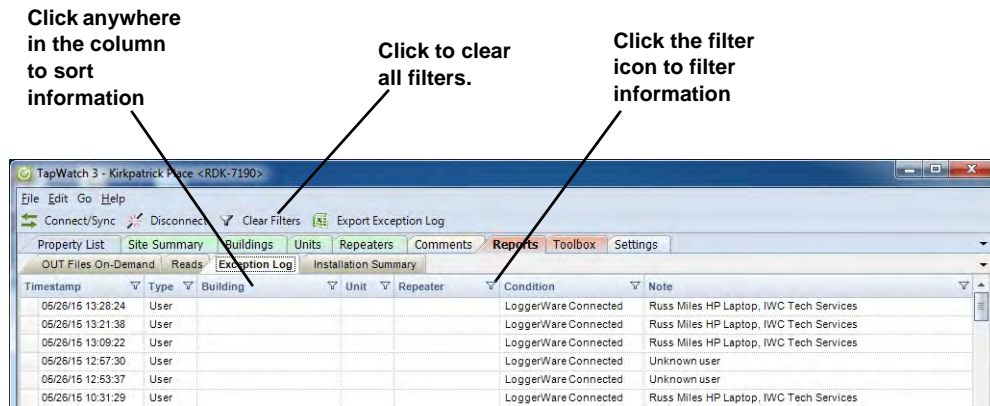 Click anywhere
in the column
to sort
information
Click to clear
all filters.
Click the filter
icon to filter
information
TapWatch 3 - Kirkpatrick Place <RDK-7190>
File Edit Go Help
Connect/Sync Disconnect Clear Filters Export Exception Log
Property List Site Summary Buildings Units Repeaters Comments Reports Toolbox Settings
OUT Files On-Demand Reads Exception Log Installation Summary
Timestamp Type Building Unit Repeater Condition Note
05/26/15 13:28:24 User LoggerWare Connected Russ Miles HP Laptop, IWC Tech Services
05/26/15 13:21:38 User LoggerWare Connected Russ Miles HP Laptop, IWC Tech Services
05/26/15 13:09:22 User LoggerWare Connected Russ Miles HP Laptop, IWC Tech Services
05/26/15 12:57:30 User LoggerWare Connected Unknown user
05/26/15 12:53:37 User LoggerWare Connected Unknown user
05/26/15 10:31:29 User LoggerWare Connected Russ Miles HP Laptop, IWC Tech Services